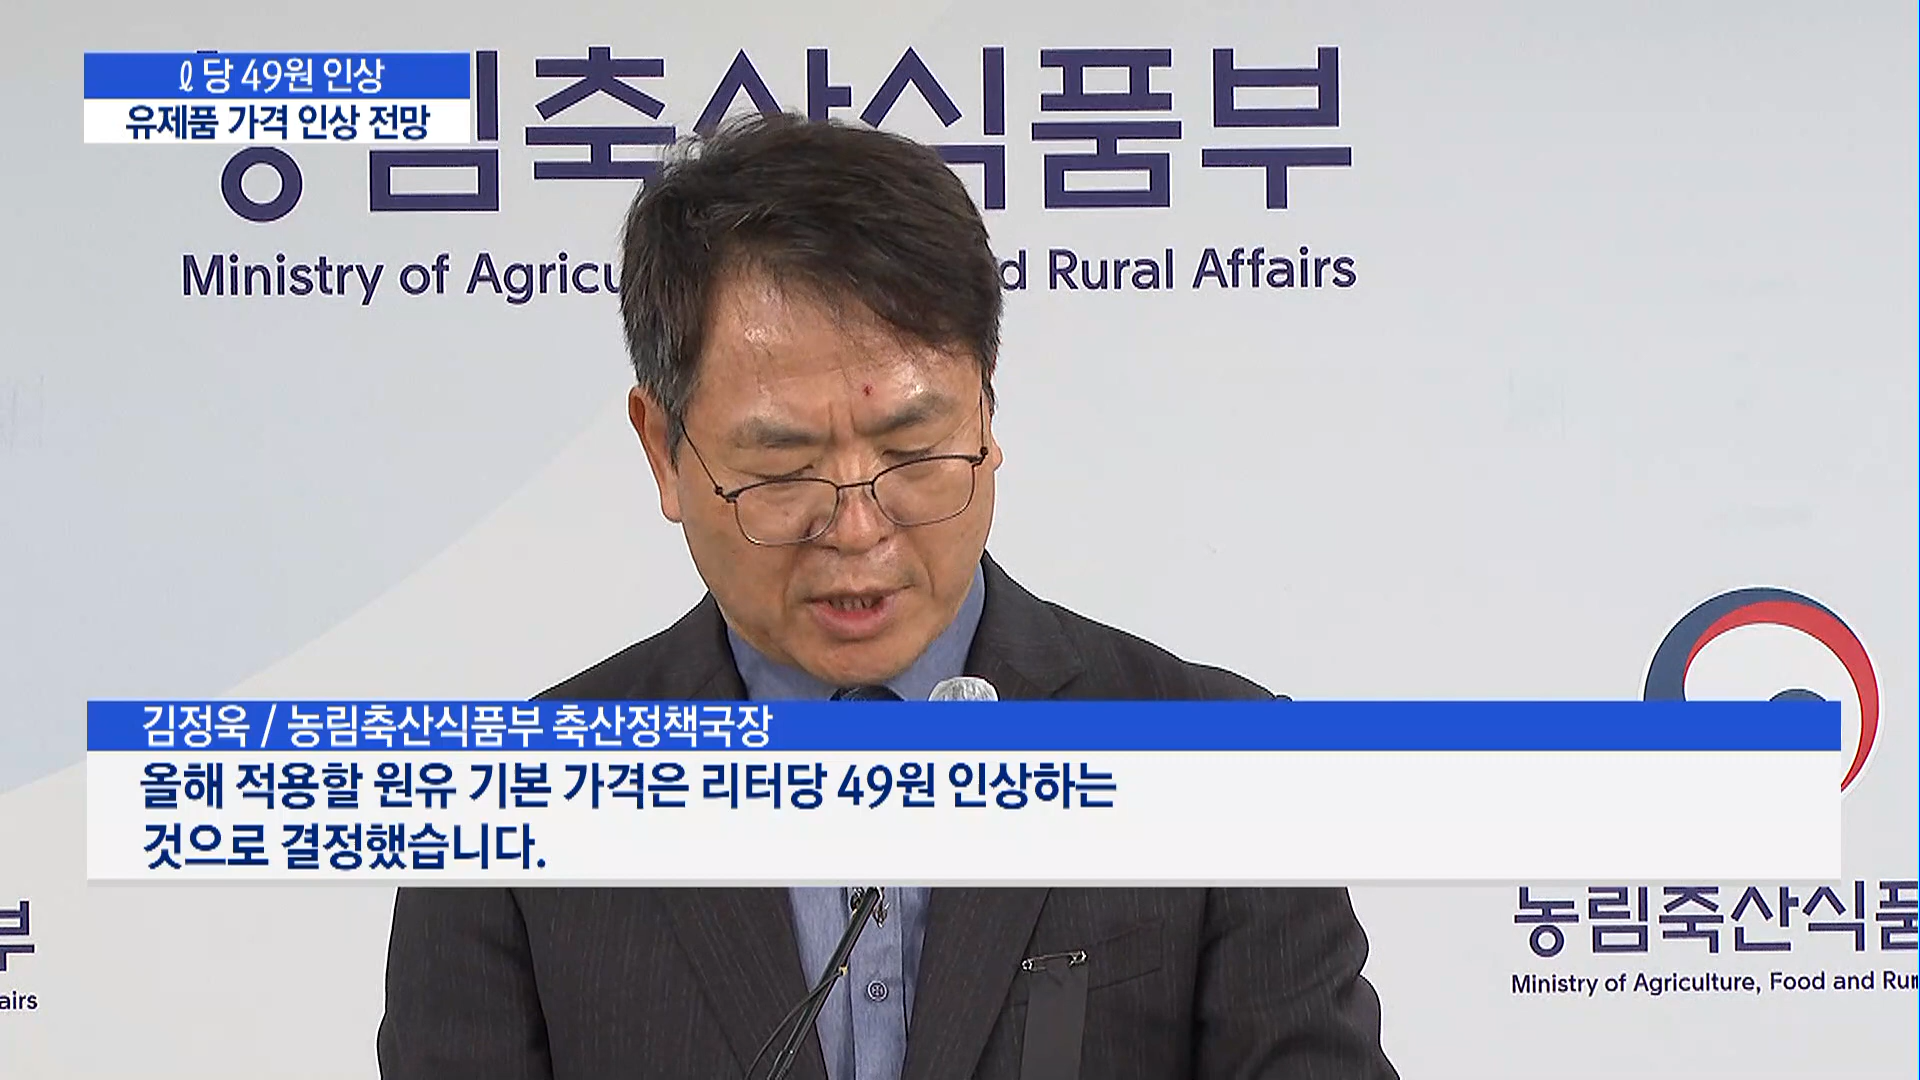 ℓ 당 49원 인상
유제품 가격 인상 전망
림축산식품부
Ministry of Rural Affairs
김정욱 / 농림축산식품부 축산정책국장
올해 적용할 원유 기본 가격은 리터당 49원 인상하는
것으로 결정했습니다.
부
airs
농림축산식품
Ministry of Agriculture, Food and